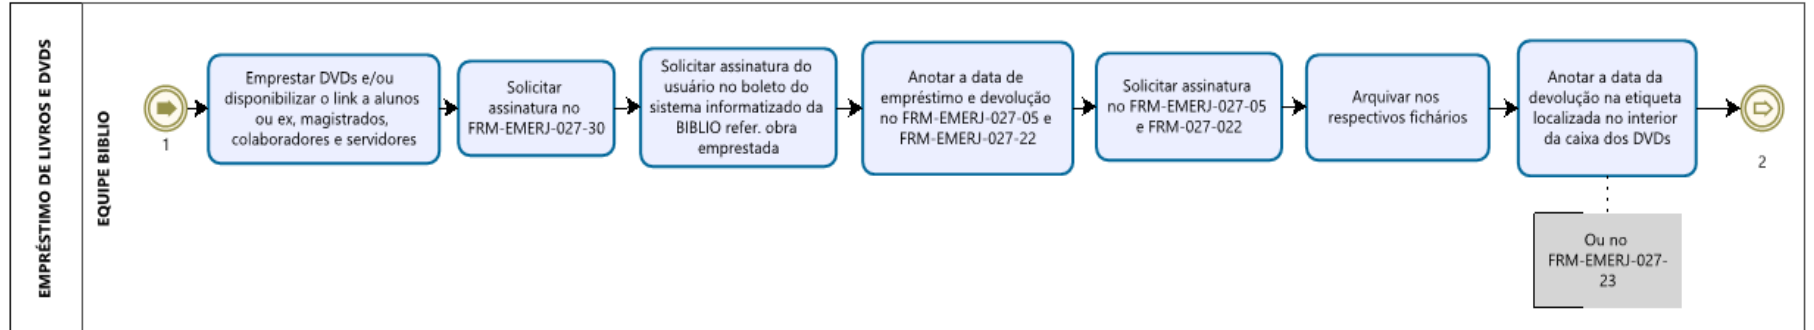 EMPRÉSTIMO DE LIVROS E DVDS
EQUIPE BIBLIO
1
Emprestar DVDs e/ou
disponibilizar o link a alunos
ou ex, magistrados,
colaboradores e servidores
Solicitar
assinatura no
FRM-EMERJ-027-30
Solicitar assinatura do
usuário no boleto do
sistema informatizado da
BIBLIO refer. obra
emprestada
Anotar a data de
empréstimo e devolução
no FRM-EMERJ-027-05 e
FRM-EMERJ-027-22
Solicitar assinatura
no FRM-EMERJ-027-05
e FRM-027-022
Arquivar nos
respectivos fichários
Anotar a data da
devolução na etiqueta
localizada no interior
da caixa dos DVDs
2
Ou no
FRM-EMERJ-027-
23